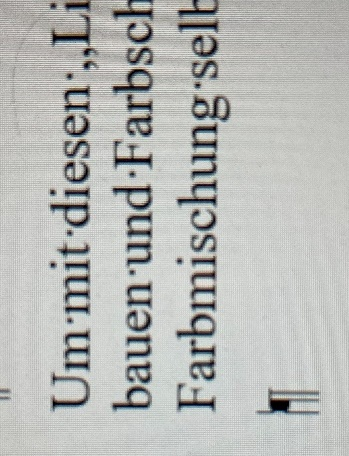 Um·mit·diesen·„Li
bauen·und·Farbsch
Farbmischung·selb
¶